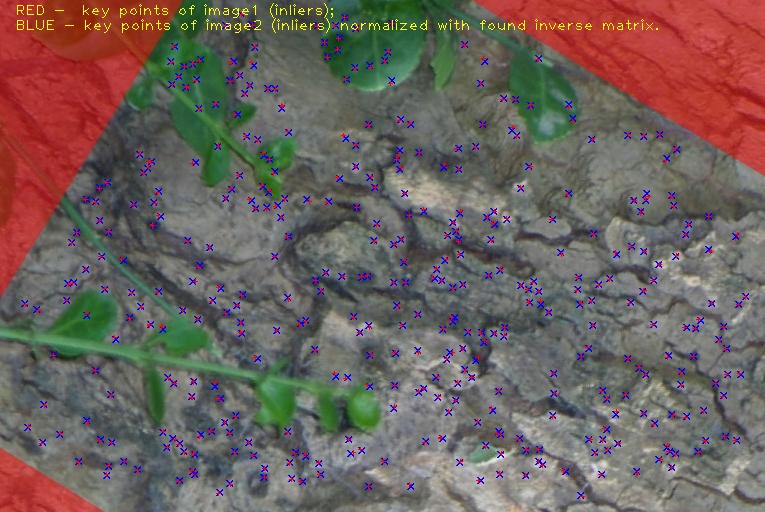 RED - key points of image1 (inliers);
BLUE - key points of image2 (inliers) normalized with found inverse matrix.